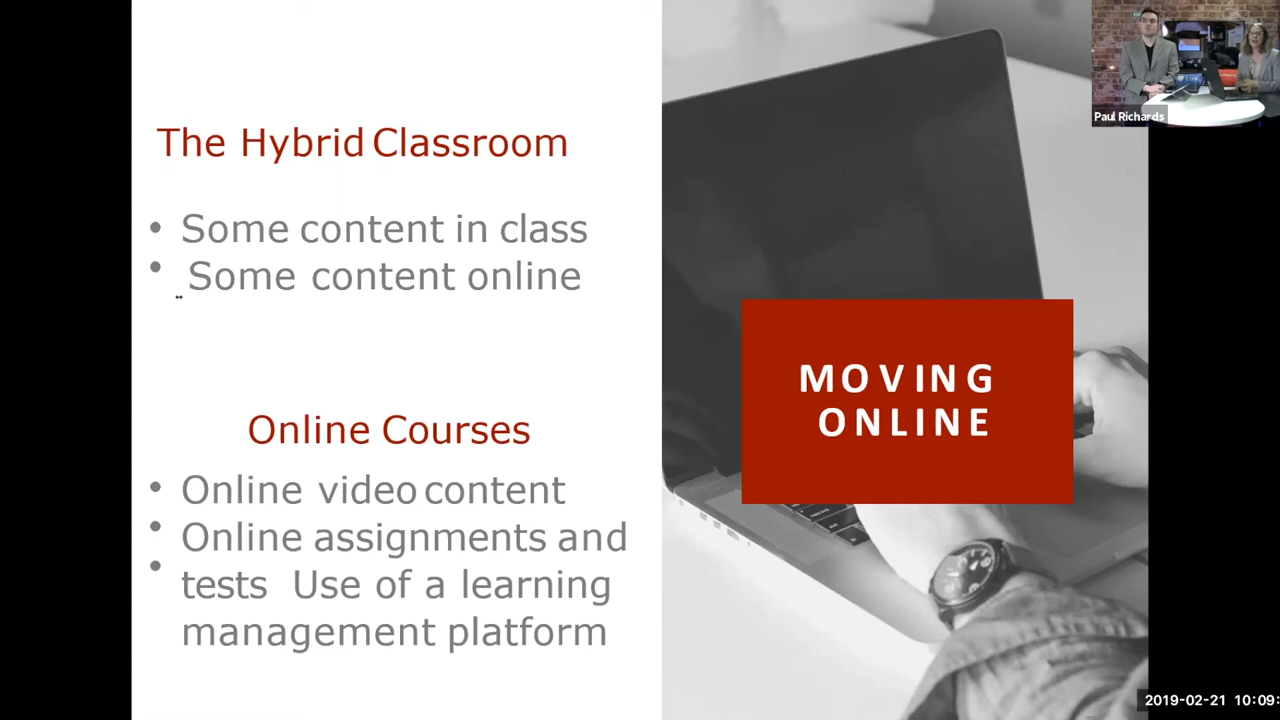 The Hybrid Classroom
• Some content in class
• Some content online
Online Courses
• Online video content
• Online assignments and
• tests Use of a learning
management platform
MOVING
ONLINE
Paul Richards
2019-02-21 10:09: